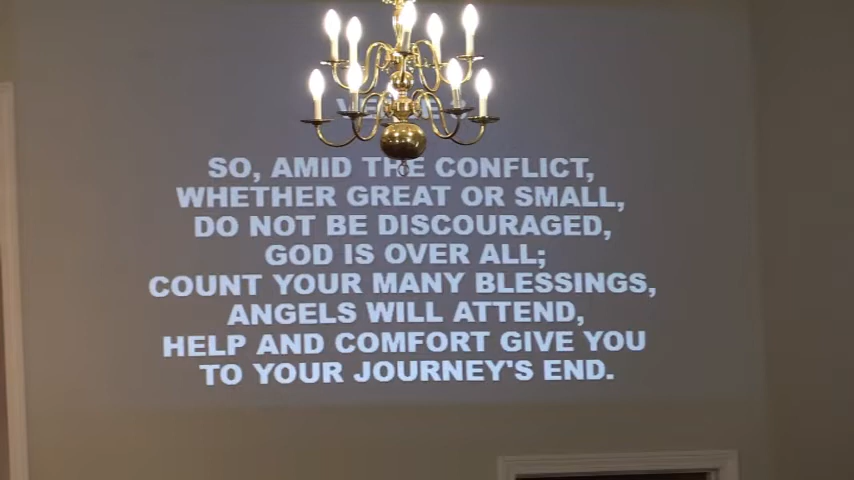 SO, AMID THE CONFLICT,
WHETHER GREAT OR SMALL,
DO NOT BE DISCOURAGED,
GOD IS OVER ALL;
COUNT YOUR MANY BLESSINGS,
ANGELS WILL ATTEND,
HELP AND COMFORT GIVE YOU
TO YOUR JOURNEY'S END.